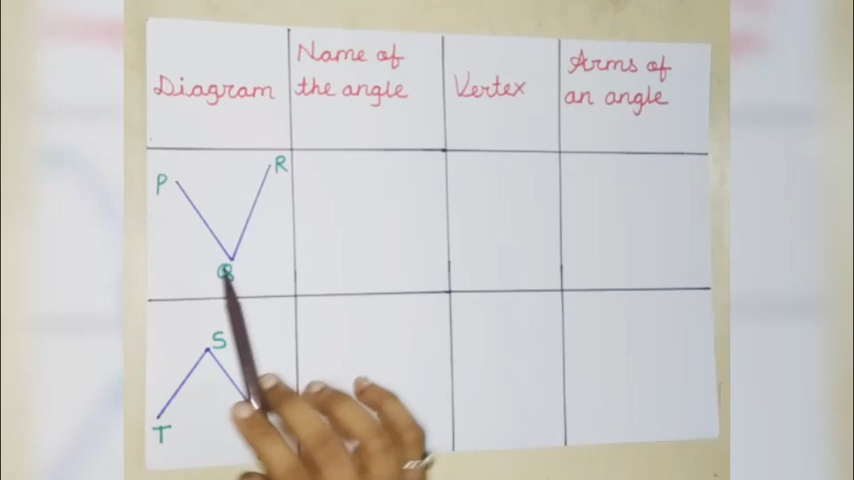 Diagram
Name of
the angle
Vertex
Arms of
an angle
P
R
Q
S
T